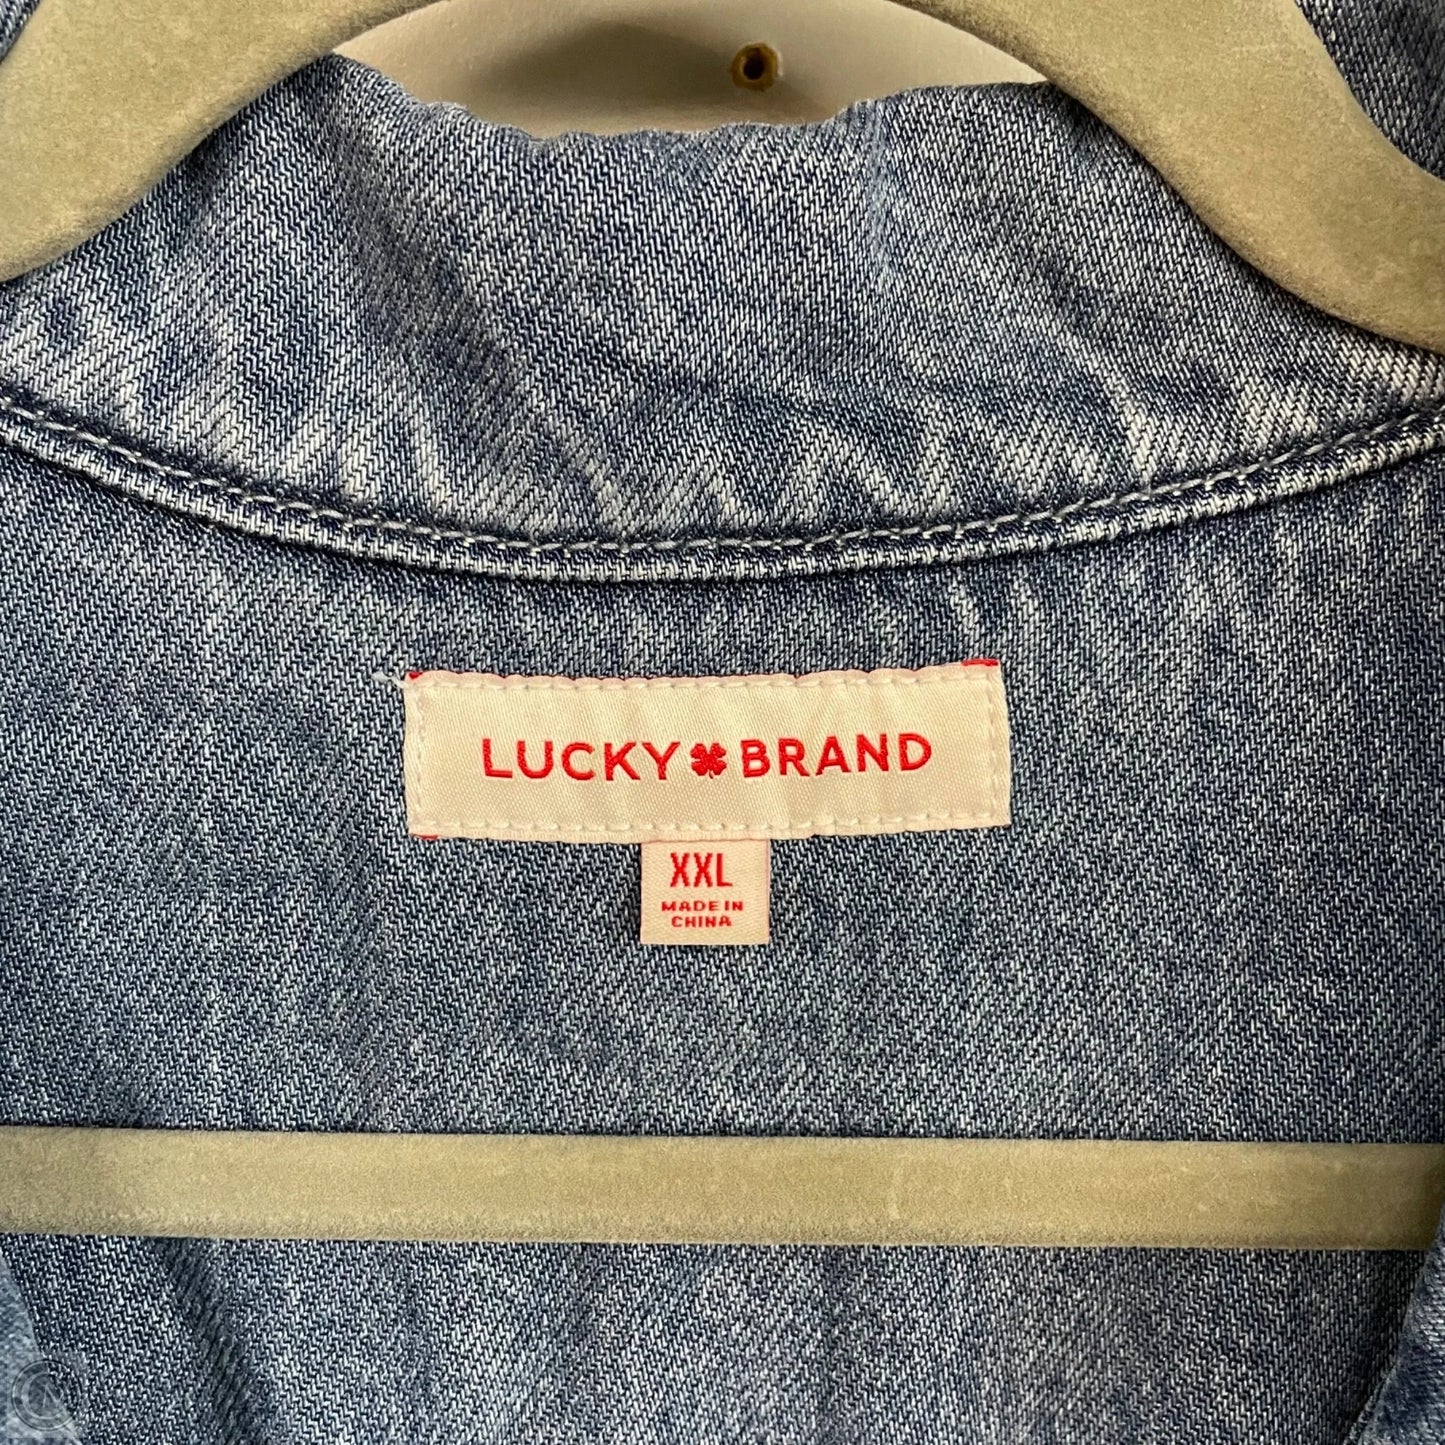 LUCKY BRAND
XXL
MADE IN
CHINA